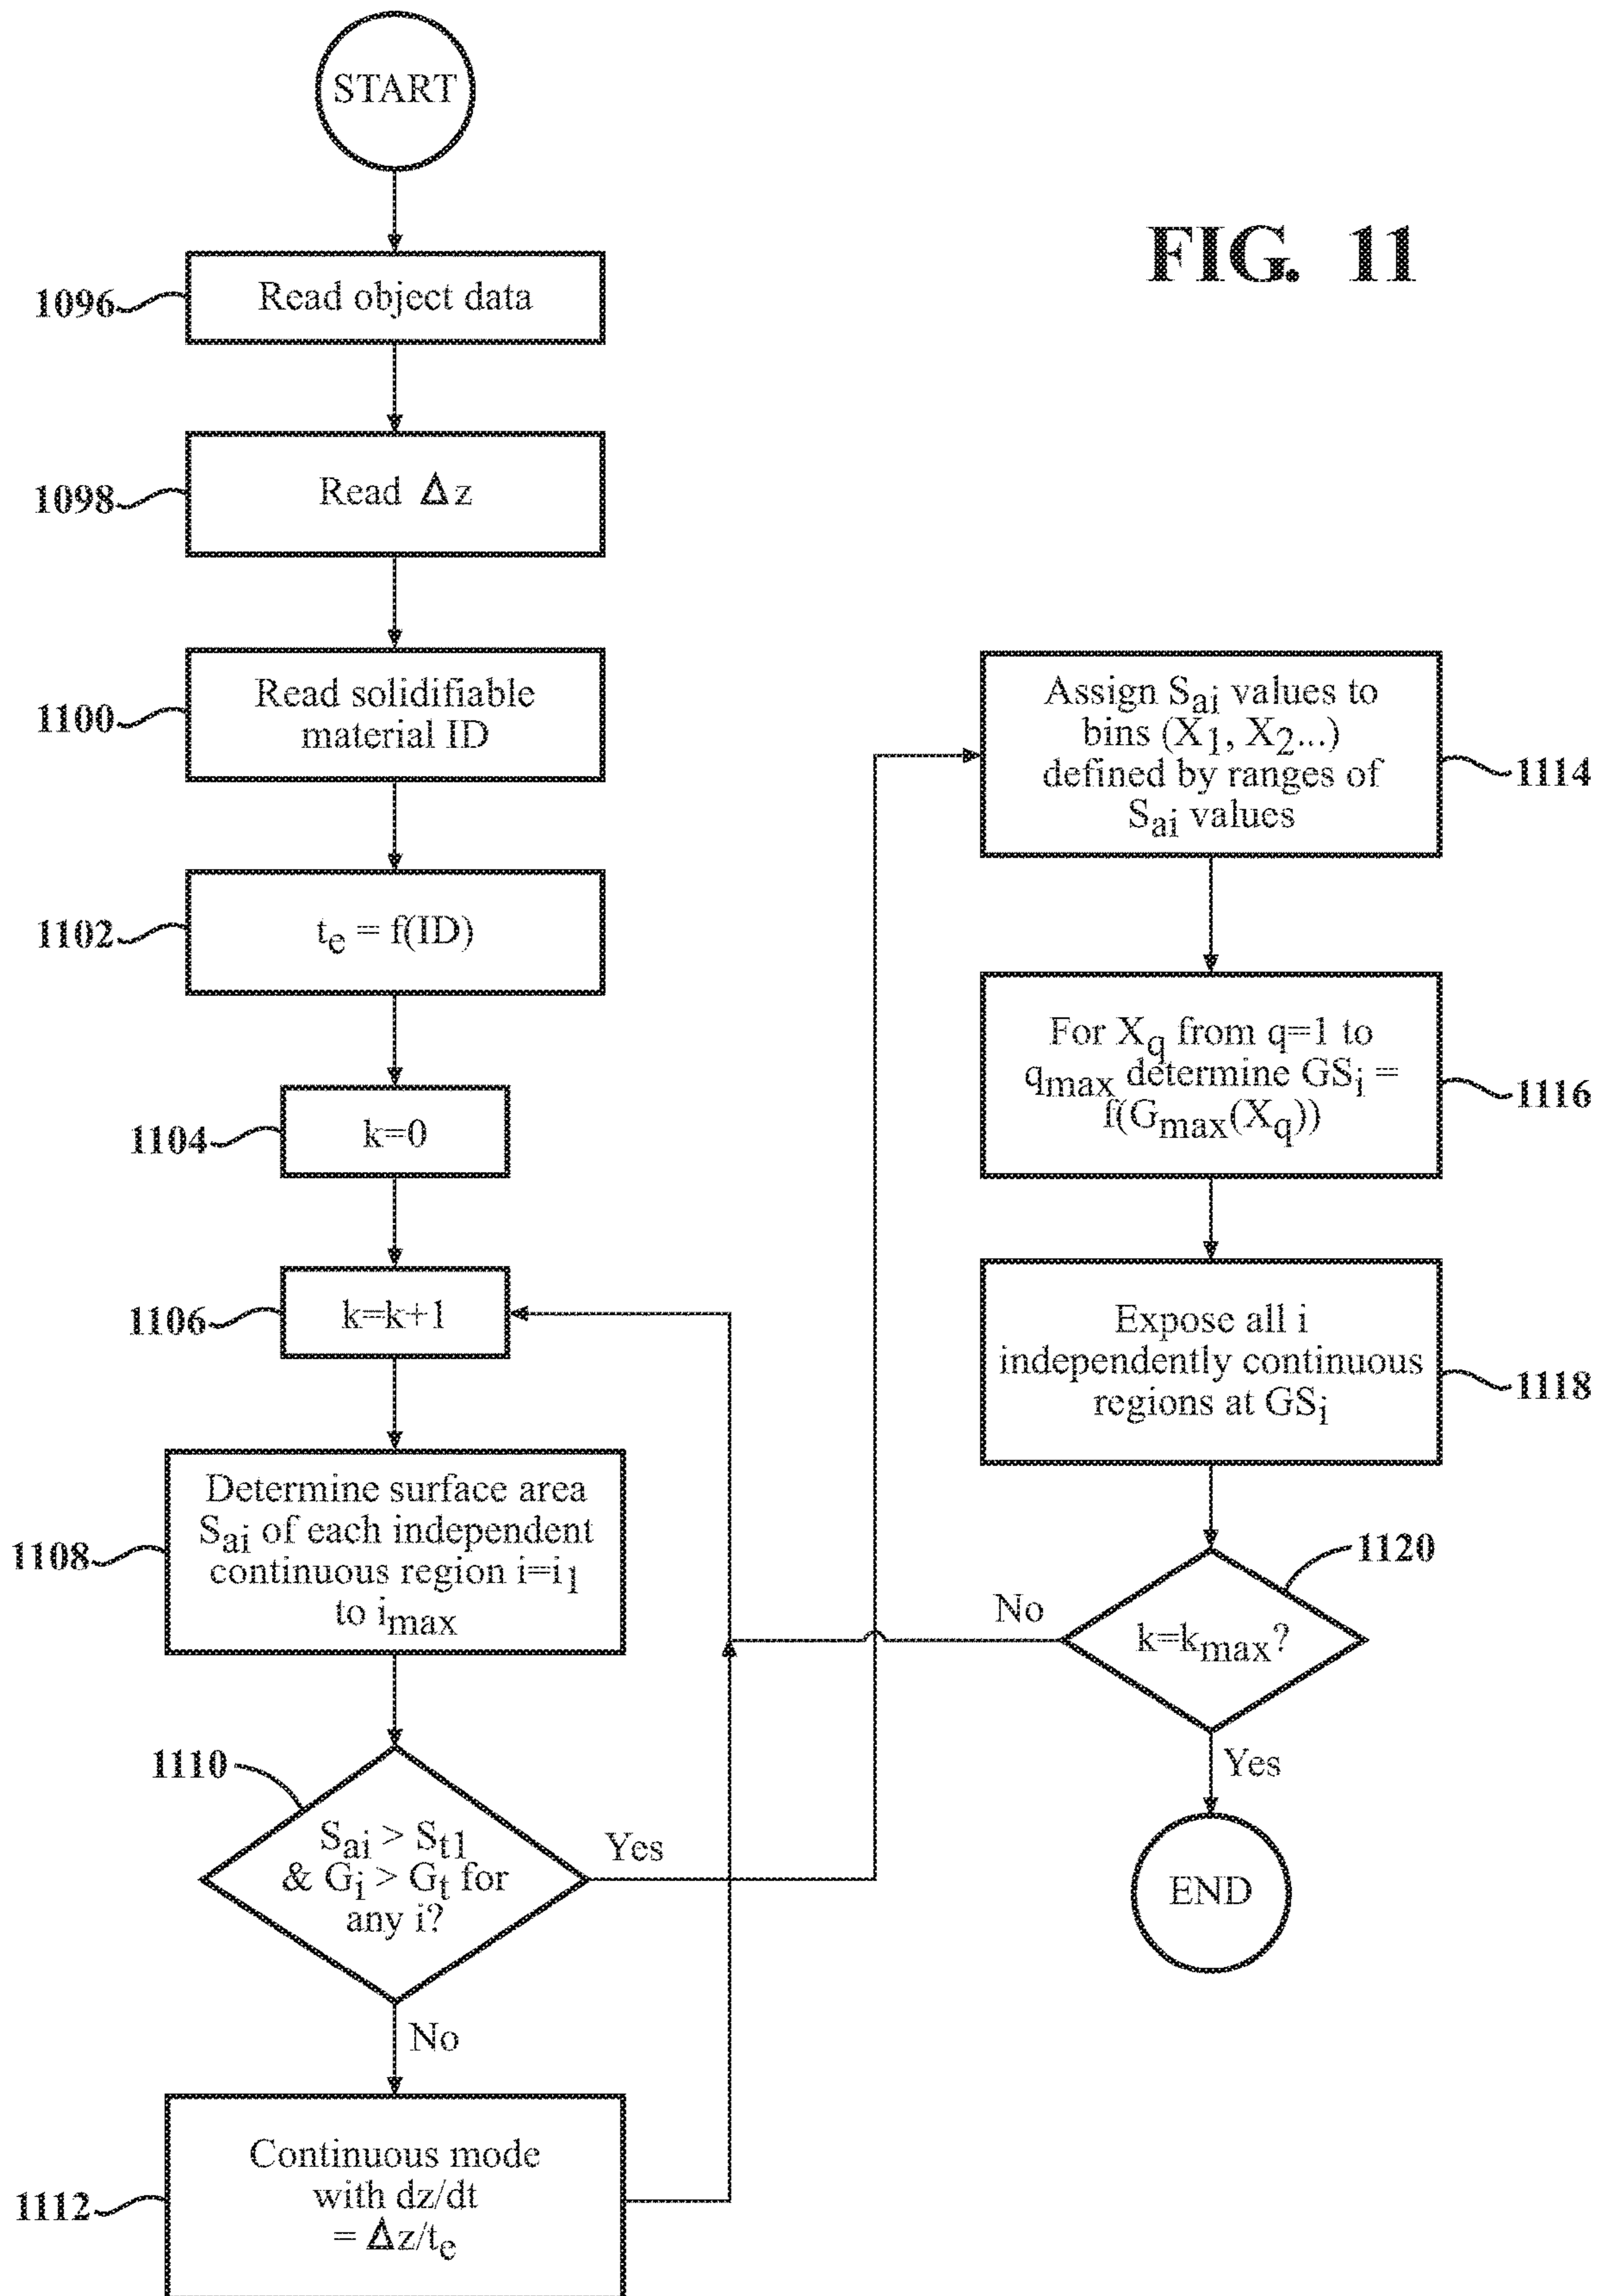 START
FIG. 11
1096
Read object data
1098
Read Δz
1100
Read solidifiable
material ID
1102
te = f(ID)
1104
k=0
1106
k=k+1
1108
Determine surface area
Sai of each independent
continuous region i=i1
to imax
1110
Sai > St1
& Gi > Gt for
any i?
Yes
No
1112
Continuous mode
with dz/dt
= Δz/te
Assign Sai values to
bins (X1, X2...)
defined by ranges of
Sai values
1114
For Xq from q=1 to
qmax determine GSi =
f(Gmax(Xq))
1116
Expose all i
independently continuous
regions at GSi
1118
1120
No
k=kmax?
Yes
END